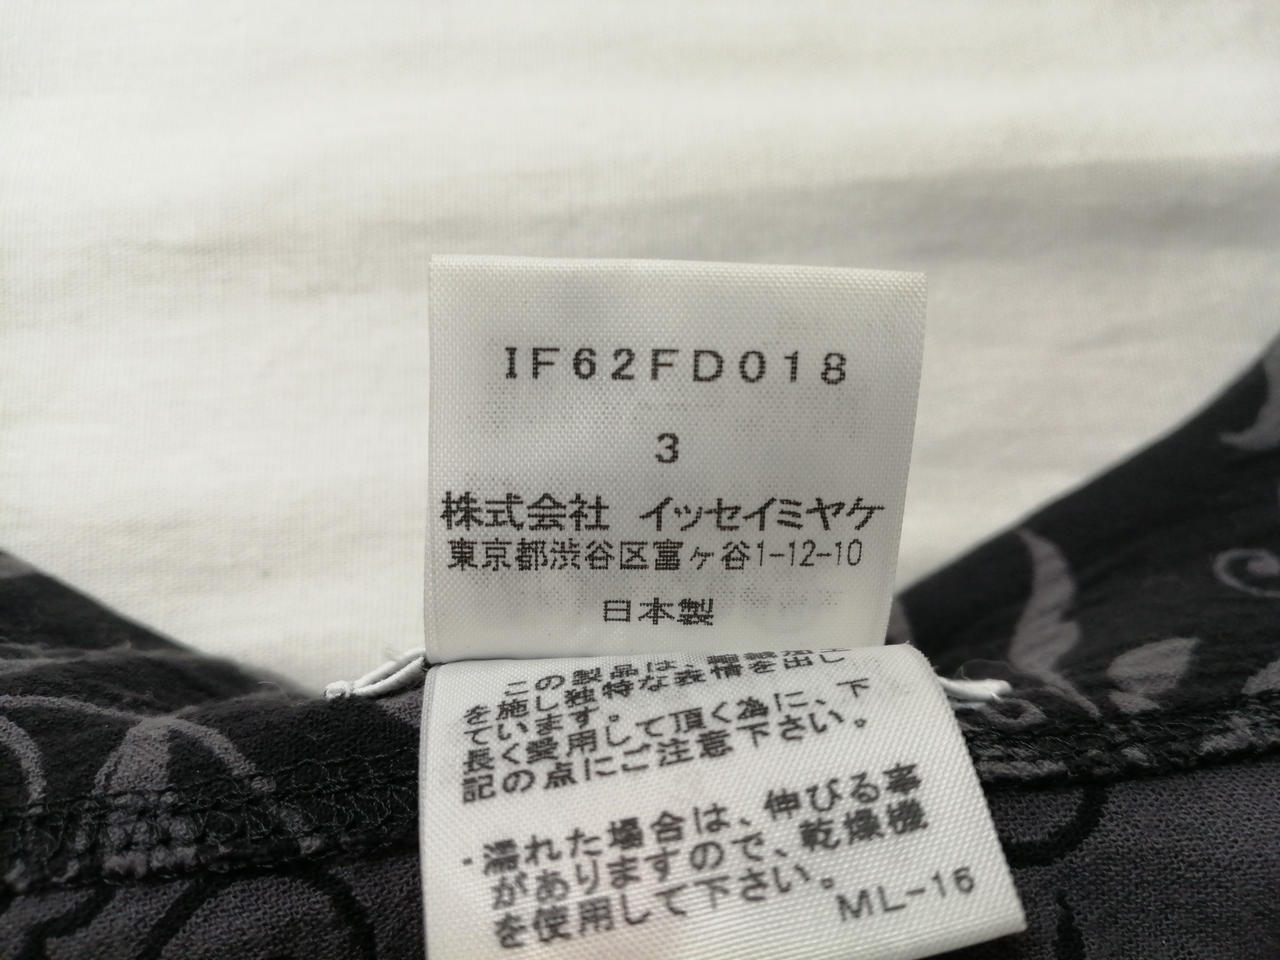 IF62FD018
3
株式会社 イッセイミヤケ
東京都渋谷区富ヶ谷1-12-10
日本製
この製品は、
を施し独特な表情を出し
ています。
長く愛用して頂く為に、下
記の点にご注意下さい。
・濡れた場合は、伸びる事
がありますので、乾燥機
を使用して下さい。
ML-16